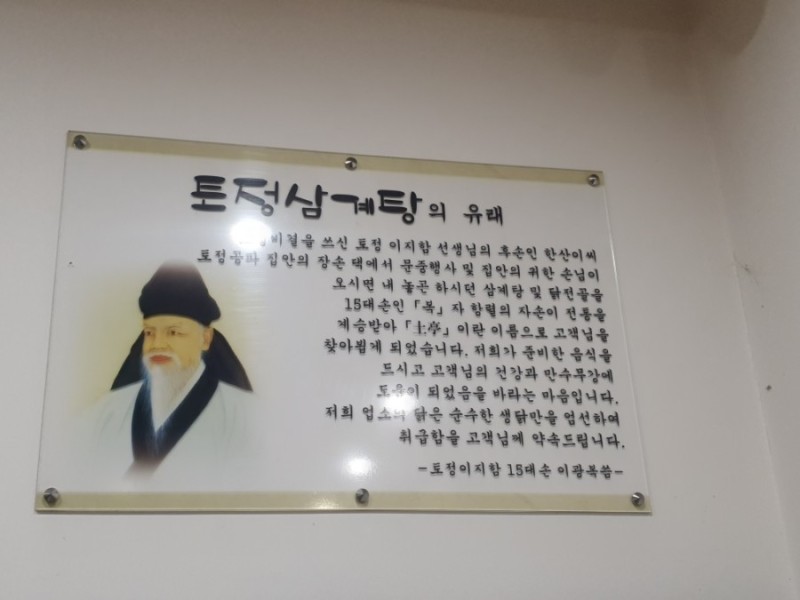 토정삼계탕의 유래
비결을 쓰신 토정 이지함 선생님의 후손인 한산이씨
토정공파 집안의 장손 댁에서 문중행사 및 집안의 귀한 손님이
오시면 내 놓곤 하시던 삼계탕 및 닭전골을
15대손인 「복」자 항렬의 자손이 전통을
계승받아 「土亭」이란 이름으로 고객님을
찾아뵙게 되었습니다. 저희가 준비한 음식을
드시고 고객님의 건강과 만수무강에
도움이 되었음을 바라는 마음입니다.
저희 업소의 닭은 순수한 생닭만을 엄선하여
취급함을 고객님께 약속드립니다.
-토정이지함 15대손 이광복씀-